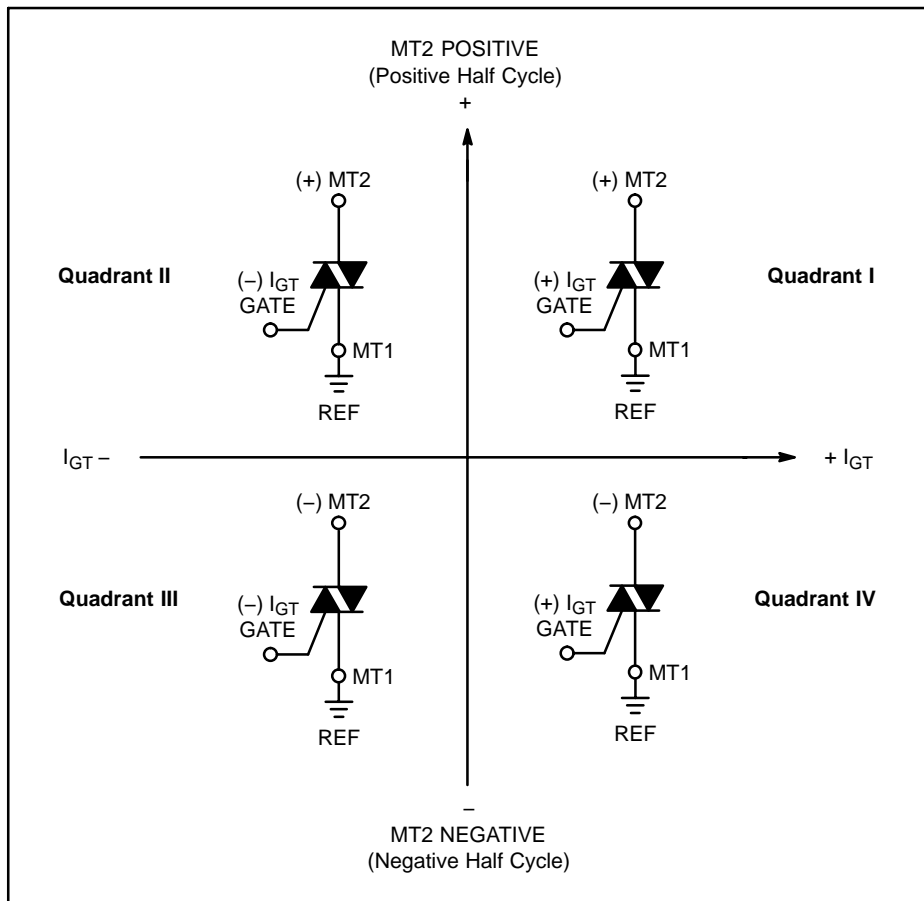 MT2 POSITIVE
(Positive Half Cycle)
+
(+) MT2
(+) MT2
Quadrant II
(–) IGT
GATE
(+) IGT
GATE
Quadrant I
MT1
MT1
REF
REF
IGT –
+ IGT
(–) MT2
(–) MT2
Quadrant III
(–) IGT
GATE
(+) IGT
GATE
Quadrant IV
MT1
MT1
REF
REF
–
MT2 NEGATIVE
(Negative Half Cycle)